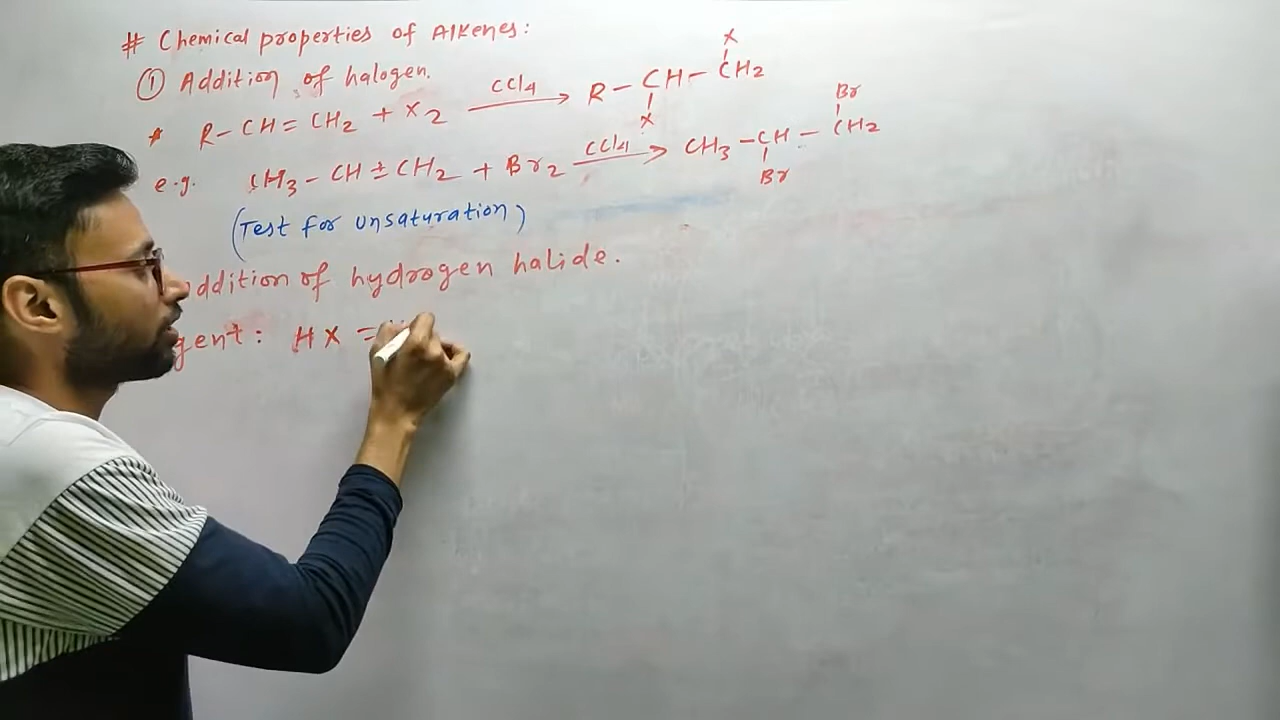 # Chemical properties of Alkenes:
① Addition of halogen.
* R-CH=CH2 + X2 CCl4 → R-CH-CH2
X
X
e.g. CH3-CH=CH2 + Br2 CCl4 → CH3-CH-CH2
Br
Br
(Test for unsaturation)
ddition of hydrogen halide.
gent: HX =